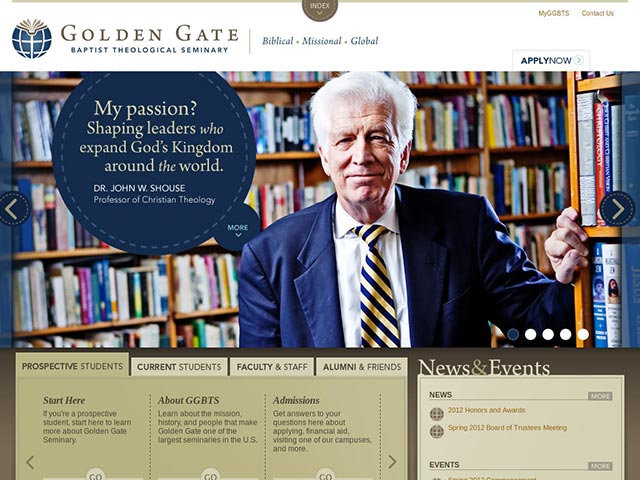 INDEX
MyGGBTS
Contact Us
GOLDEN GATE
BAPTIST THEOLOGICAL SEMINARY
Biblical • Missional • Global
APPLYNOW
My passion?
Shaping leaders who
expand God's Kingdom
around the world.
DR. JOHN W. SHOUSE
Professor of Christian Theology
MORE
PROSPECTIVE STUDENTS
CURRENT STUDENTS
FACULTY & STAFF
ALUMNI & FRIENDS
Start Here
If you're a prospective
student, start here to learn
more about Golden Gate
Seminary.
GO
About GGBTS
Learn about the mission,
history, and people that make
Golden Gate one of the
largest seminaries in the U.S.
GO
Admissions
Get answers to your
questions here about
applying, financial aid,
visiting one of our campuses,
and more.
GO
News&Events
NEWS
MORE
2012 Honors and Awards
Spring 2012 Board of Trustees Meeting
EVENTS
MORE
Spring 2012 Commencement